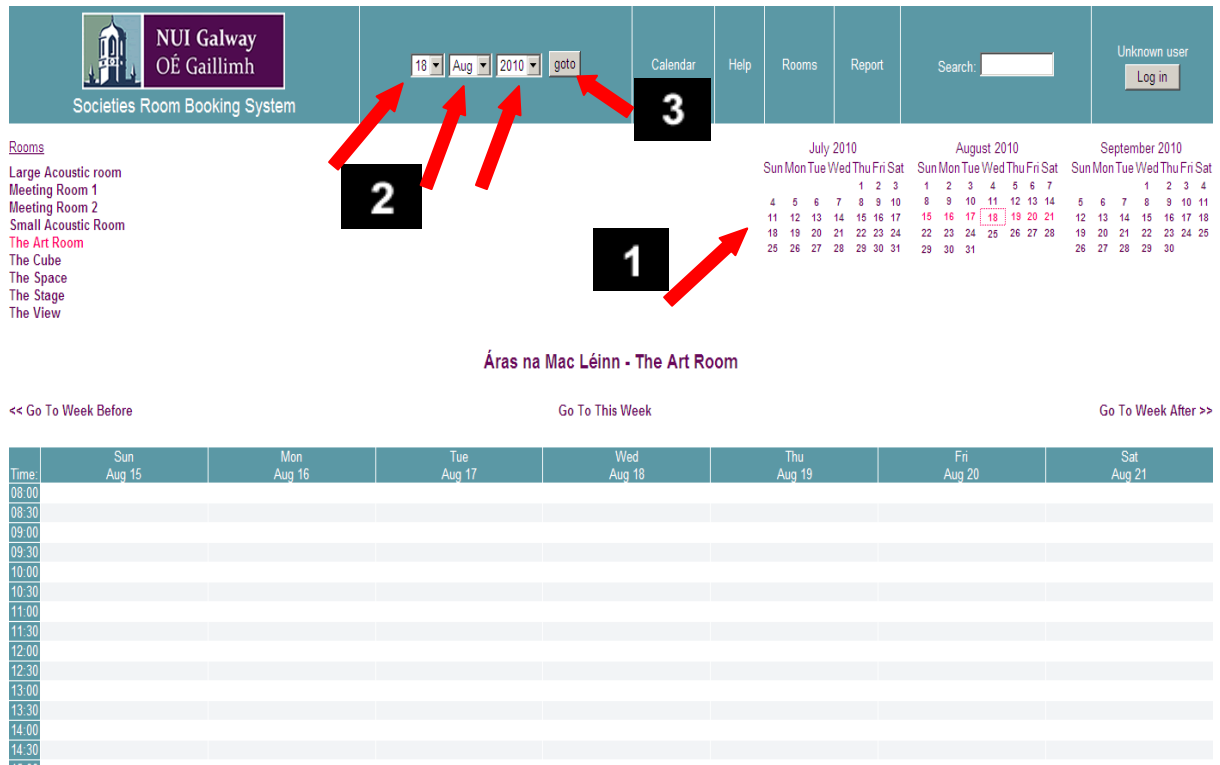 NUI Galway
OÉ Gaillimh
Societies Room Booking System
18 Aug 2010 goto
Calendar
Help
Rooms
Report
Search:
Unknown user
Log in
3
2
1
Rooms
Large Acoustic room
Meeting Room 1
Meeting Room 2
Small Acoustic Room
The Art Room
The Cube
The Space
The Stage
The View
July 2010
Sun Mon Tue Wed Thu Fri Sat
1 2 3
4 5 6 7 8 9 10
11 12 13 14 15 16 17
18 19 20 21 22 23 24
25 26 27 28 29 30 31
August 2010
Sun Mon Tue Wed Thu Fri Sat
1 2 3 4 5 6 7
8 9 10 11 12 13 14
15 16 17 18 19 20 21
22 23 24 25 26 27 28
29 30 31
September 2010
Sun Mon Tue Wed Thu Fri Sat
1 2 3 4
5 6 7 8 9 10 11
12 13 14 15 16 17 18
19 20 21 22 23 24 25
26 27 28 29 30
Áras na Mac Léinn - The Art Room
<< Go To Week Before Go To This Week Go To Week After >>
Sun Mon Tue Wed Thu Fri Sat
Time: Aug 15 Aug 16 Aug 17 Aug 18 Aug 19 Aug 20 Aug 21
08:00
08:30
09:00
09:30
10:00
10:30
11:00
11:30
12:00
12:30
13:00
13:30
14:00
14:30